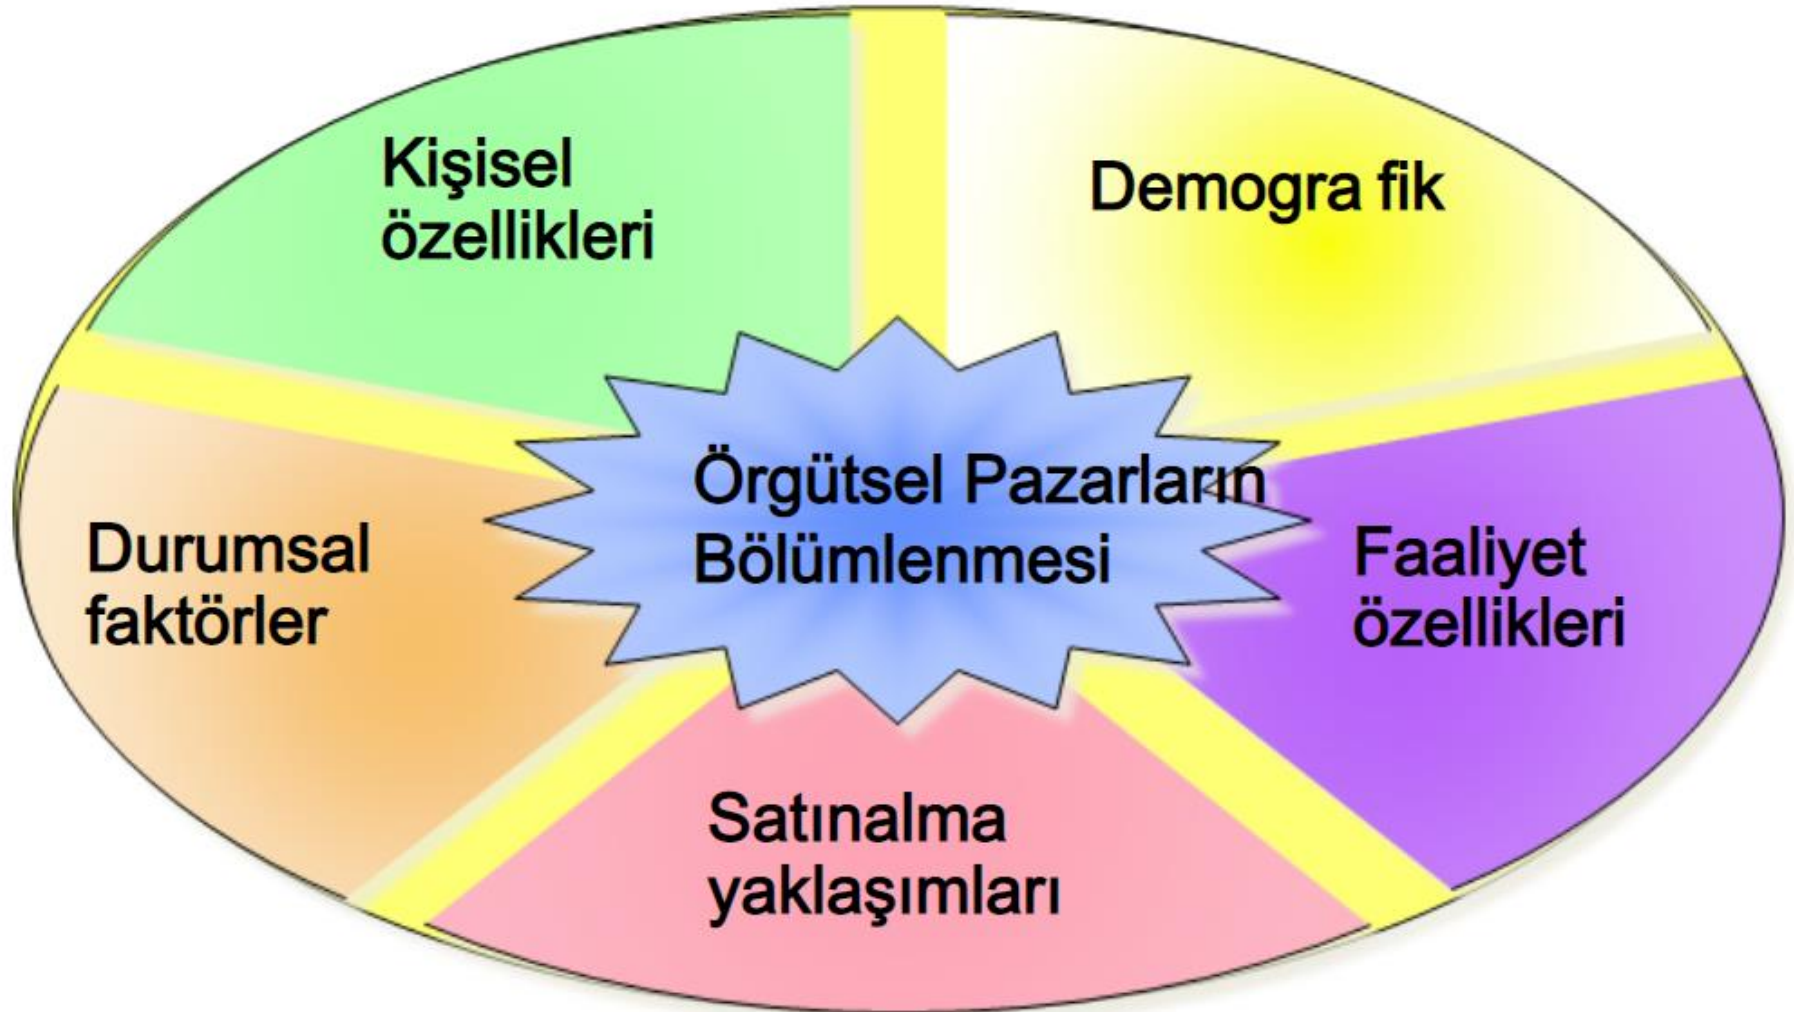 Kişisel
özellikleri
Demogra fik
Örgütsel Pazarların
Bölümlenmesi
Durumsal
faktörler
Faaliyet
özellikleri
Satınalma
yaklaşımları